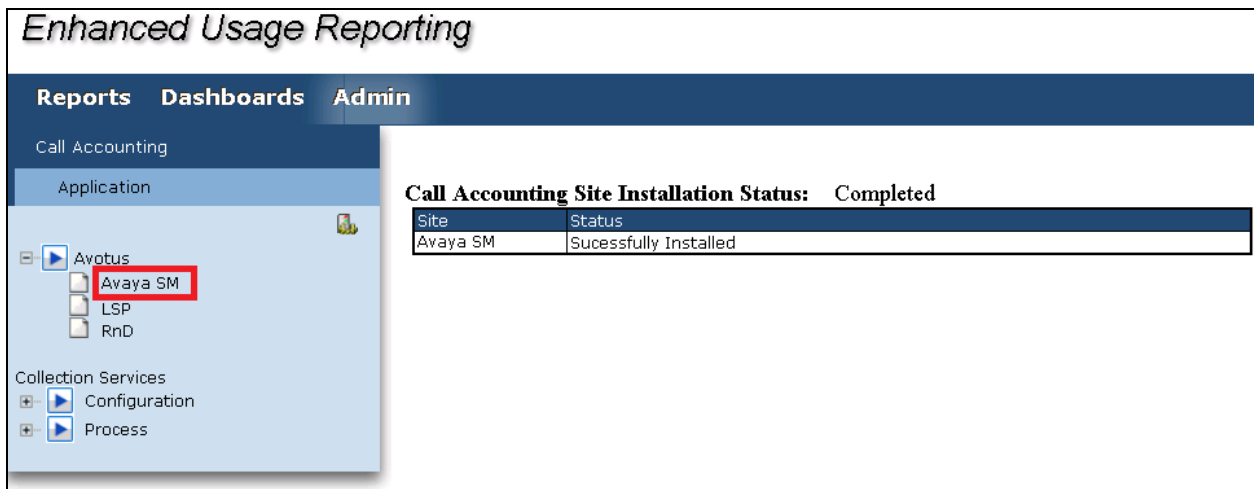 Enhanced Usage Reporting
Reports Dashboards Admin
Call Accounting
Application
Avotus
Avaya SM
LSP
RnD
Collection Services
Configuration
Process
Call Accounting Site Installation Status: Completed
Site Status
Avaya SM Sucessfully Installed